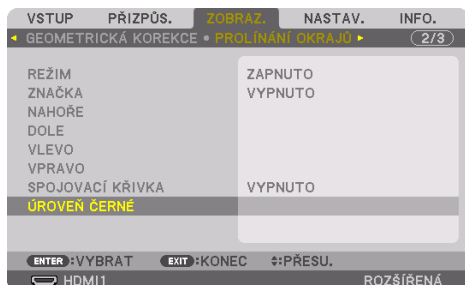 VSTUP PŘIZPŮS. ZOBRAZ. NASTAV. INFO.
GEOMETRICKÁ KOREKCE • PROLÍNÁNÍ OKRAJŮ 2/3
REŽIM ZAPNUTO
ZNAČKA VYPNUTO
NAHOŘE
DOLE
VLEVO
VPRAVO
SPOJOVACÍ KŘIVKA VYPNUTO
ÚROVEŇ ČERNÉ
ENTER:VYBRAT EXIT:KONEC ↕:PŘESU.
HDMI1 ROZŠÍŘENÁ